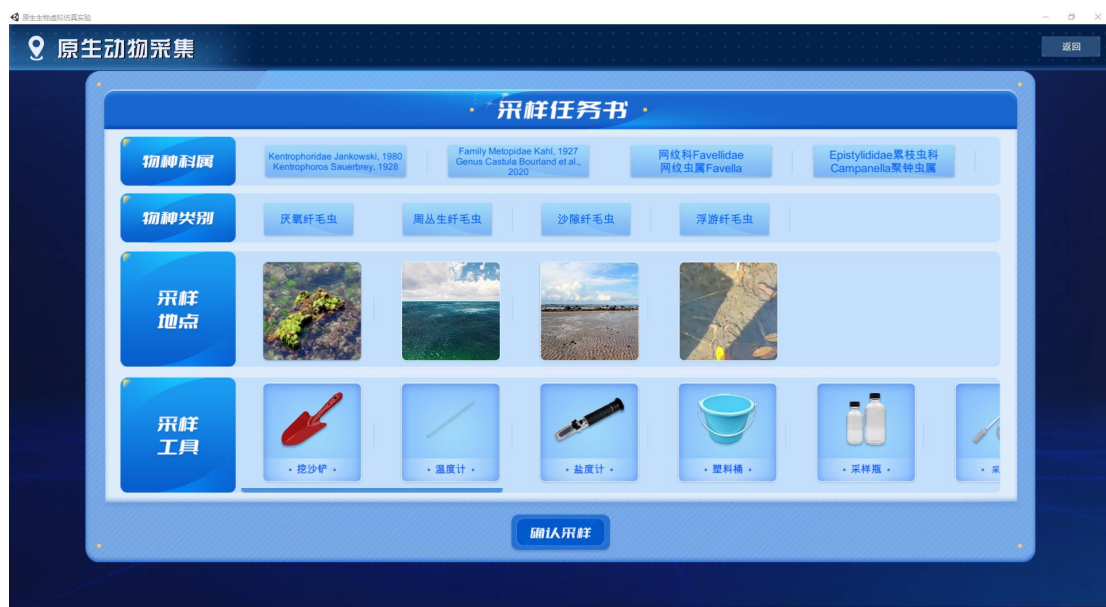 原生生物虚拟仿真实验
原生动物采集
返回
· 采样任务书 ·
物种科属
Kentrophoridae Jankowski, 1980
Kentrophoros Sauerbrey, 1928
Family Metopidae Kahl, 1927
Genus Castula Bourland et al.,
2020
网纹科Favellidae
网纹虫属Favella
Epistylididae累枝虫科
Campanella聚钟虫属
物种类别
厌氧纤毛虫
周丛生纤毛虫
沙隙纤毛虫
浮游纤毛虫
采样
地点
采样
工具
· 挖沙铲 ·
· 温度计 ·
· 盐度计 ·
· 塑料桶 ·
· 采样瓶 ·
· 采
确认采样